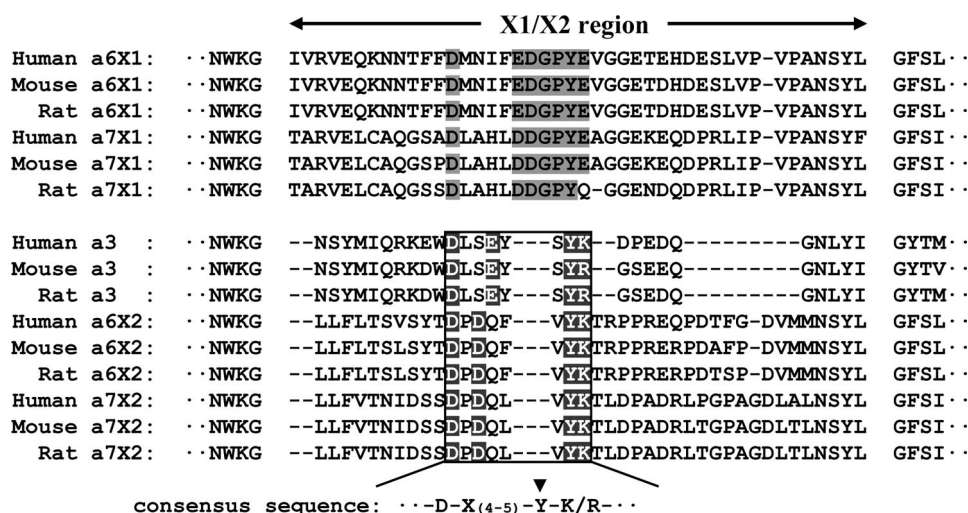 X1/X2 region
Human a6X1: ··NWKG IVRVEQKNNTFFDMNIFEDGPYEVGGETEHDESLVP-VPANSYL GFSL··
Mouse a6X1: ··NWKG IVRVEQKNNTFFDMNIFEDGPYEVGGETDHDESLVP-VPANSYL GFSL··
Rat a6X1: ··NWKG IVRVEQKNNTFFDMNIFEDGPYEVGGETDHDESLVP-VPANSYL GFSL··
Human a7X1: ··NWKG TARVELCAQGSADLAHLDDGPYEAGGEKEQDPRLIP-VPANSYF GFSI··
Mouse a7X1: ··NWKG TARVELCAQGSPDLAHLDDGPYEAGGEKEQDPRLIP-VPANSYL GFSI··
Rat a7X1: ··NWKG TARVELCAQGSSDLAHLDDGPYQ-GGENDQDPRLIP-VPANSYL GFSI··
Human a3 : ··NWKG --NSYMIQRKEWDLSEY---SYK--DPEDQ---------GNLYI GYTM··
Mouse a3 : ··NWKG --NSYMIQRKDWDLSEY---SYR--GSEEQ---------GNLYI GYTV··
Rat a3 : ··NWKG --NSYMIQRKDWDLSEY---SYR--GSEDQ---------GNLYI GYTM··
Human a6X2: ··NWKG --LLFLTSVSYTDPDQF---VYKTRPPREQPDTFG-DVMMNSYL GFSL··
Mouse a6X2: ··NWKG --LLFLTSLSYTDPDQF---VYKTRPPRERPDAFP-DVMMNSYL GFSL··
Rat a6X2: ··NWKG --LLFLTSLSYTDPDQF---VYKTRPPRERPDTSP-DVMMNSYL GFSL··
Human a7X2: ··NWKG --LLFVTNIDSSDPDQL---VYKTLDPADRLPGPAGDLALNSYL GFSI··
Mouse a7X2: ··NWKG --LLFVTNIDSSDPDQL---VYKTLDPADRLTGPAGDLTLNSYL GFSI··
Rat a7X2: ··NWKG --LLFVTNIDSSDPDQL---VYKTLDPADRLTGPAGDLTLNSYL GFSI··
consensus sequence: ··-D-X(4-5)-Y-K/R-··